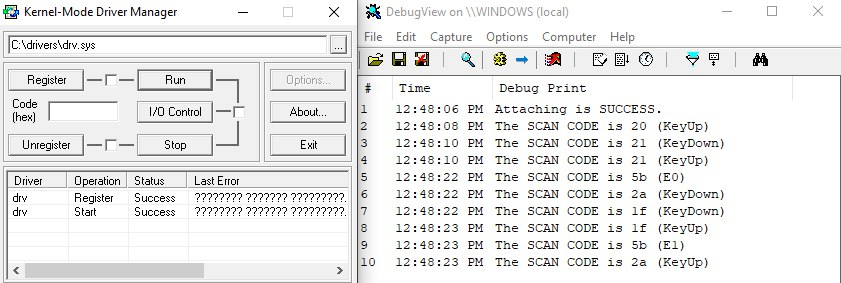 Kernel-Mode Driver Manager
C:\drivers\drv.sys
...
Register
Run
Options...
Code
(hex)
I/O Control
About...
Unregister
Stop
Exit
Driver Operation Status Last Error
drv Register Success ???????? ??????? ?????????.
drv Start Success ???????? ??????? ?????????.
DebugView on \\WINDOWS (local)
File Edit Capture Options Computer Help
# Time Debug Print
1 12:48:06 PM Attaching is SUCCESS.
2 12:48:08 PM The SCAN CODE is 20 (KeyUp)
3 12:48:10 PM The SCAN CODE is 21 (KeyDown)
4 12:48:10 PM The SCAN CODE is 21 (KeyUp)
5 12:48:22 PM The SCAN CODE is 5b (E0)
6 12:48:22 PM The SCAN CODE is 2a (KeyDown)
7 12:48:22 PM The SCAN CODE is 1f (KeyDown)
8 12:48:23 PM The SCAN CODE is 1f (KeyUp)
9 12:48:23 PM The SCAN CODE is 5b (E1)
10 12:48:23 PM The SCAN CODE is 2a (KeyUp)